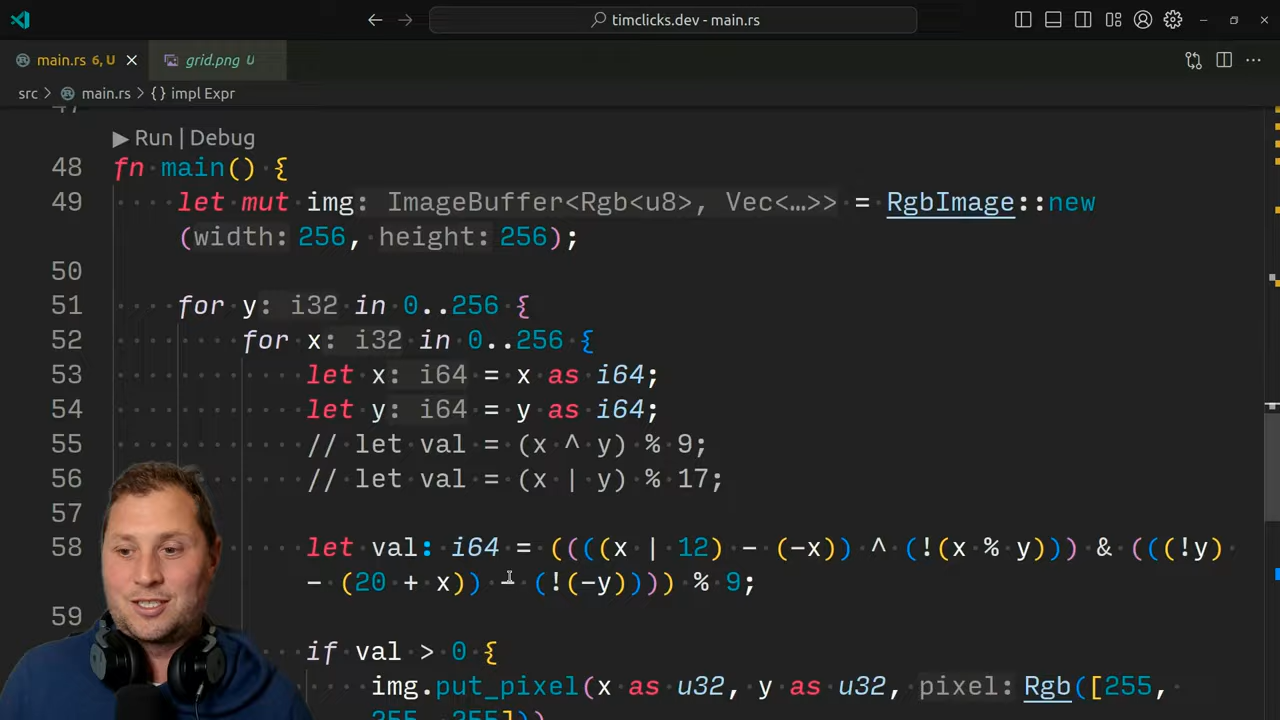 timclicks.dev - main.rs
main.rs 6, U
grid.png U
src > main.rs > {} impl Expr
47
Run | Debug
48 fn main() {
49 let mut img: ImageBuffer<Rgb<u8>, Vec<…>> = RgbImage::new
(width: 256, height: 256);
50
51 for y: i32 in 0..256 {
52 for x: i32 in 0..256 {
53 let x: i64 = x as i64;
54 let y: i64 = y as i64;
55 // let val = (x ^ y) % 9;
56 // let val = (x | y) % 17;
57
58 let val: i64 = ((((x | 12) - (-x)) ^ (!(x % y))) & (((!y)
- (20 + x)) - (!(-y)))) % 9;
59
if val > 0 {
img.put_pixel(x as u32, y as u32, pixel: Rgb([255,
255, 255])